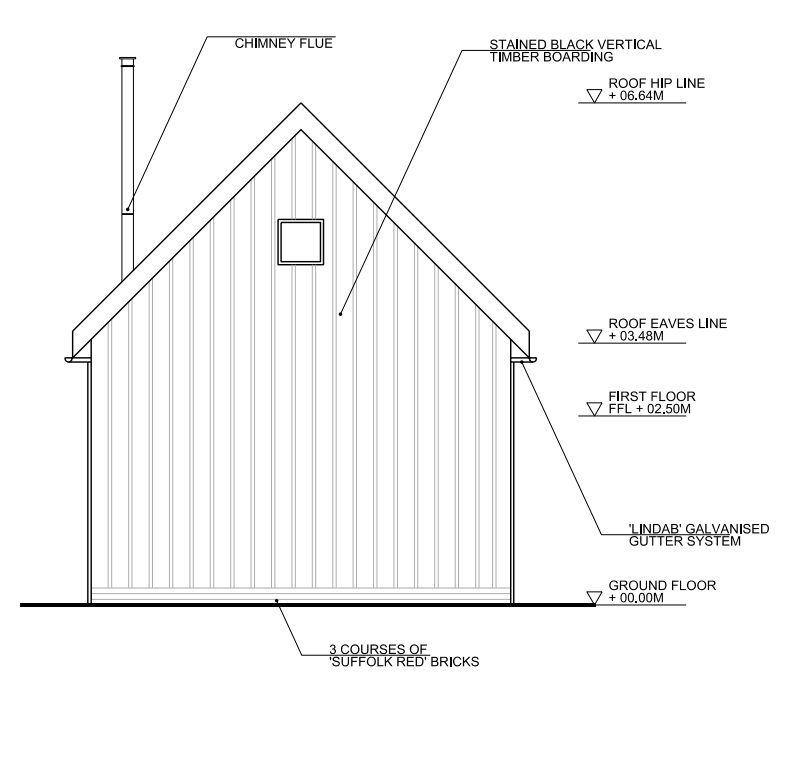 CHIMNEY FLUE
STAINED BLACK VERTICAL
TIMBER BOARDING
ROOF HIP LINE
+ 06.64M
ROOF EAVES LINE
+ 03.48M
FIRST FLOOR
FFL + 02.50M
'LINDAB' GALVANISED
GUTTER SYSTEM
GROUND FLOOR
+ 00.00M
3 COURSES OF
'SUFFOLK RED' BRICKS